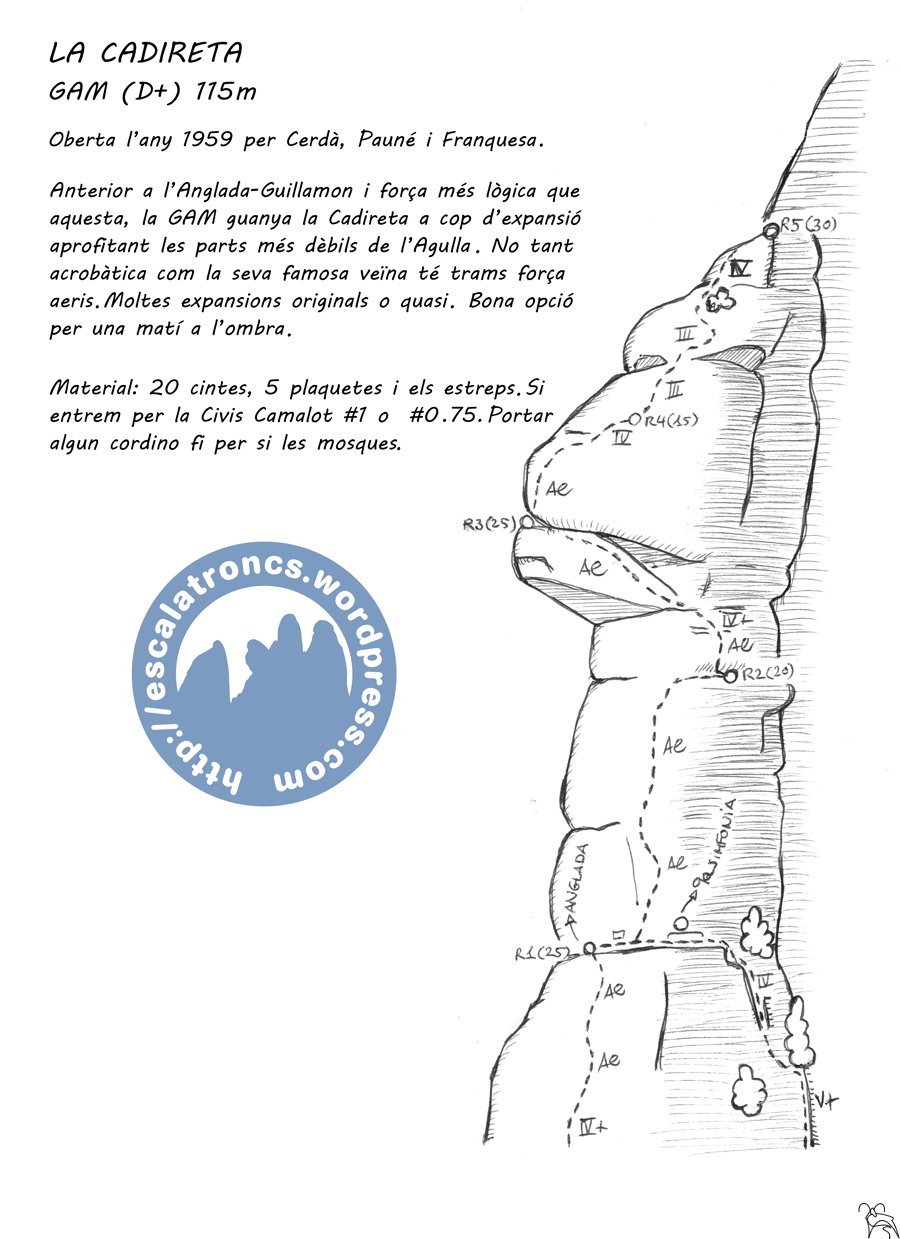 LA CADIRETA
GAM (D+) 115m
Oberta l'any 1959 per Cerdà, Pauné i Franquesa.
Anterior a l'Anglada-Guillamon i força més lògica que
aquesta, la GAM guanya la Cadireta a cop d'expansió
aprofitant les parts més dèbils de l'Agulla. No tant
acrobàtica com la seva famosa veïna té trams força
aeris. Moltes expansions originals o quasi. Bona opció
per una matí a l'ombra.
Material: 20 cintes, 5 plaquetes i els estreps. Si
entrem per la Civis Camalot #1 o #0.75. Portar
algun cordino fi per si les mosques.
http://escalatroncs.wordpress.com
R5(30)
IV
III
III
R4(15)
IV
Ae
R3(25)
Ae
IV+
Ae
R2(20)
Ae
Ae
ANGLADA
SIMFONIA
R1(25)
IV
Ae
Ae
V+
IV+